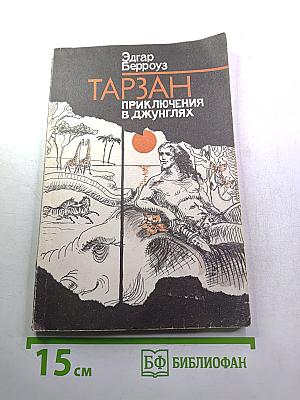 Эдгар
Берроуз
ТАРЗАН
ПРИКЛЮЧЕНИЯ
В ДЖУНГЛЯХ
15 см
БФ БИБЛИОФАН